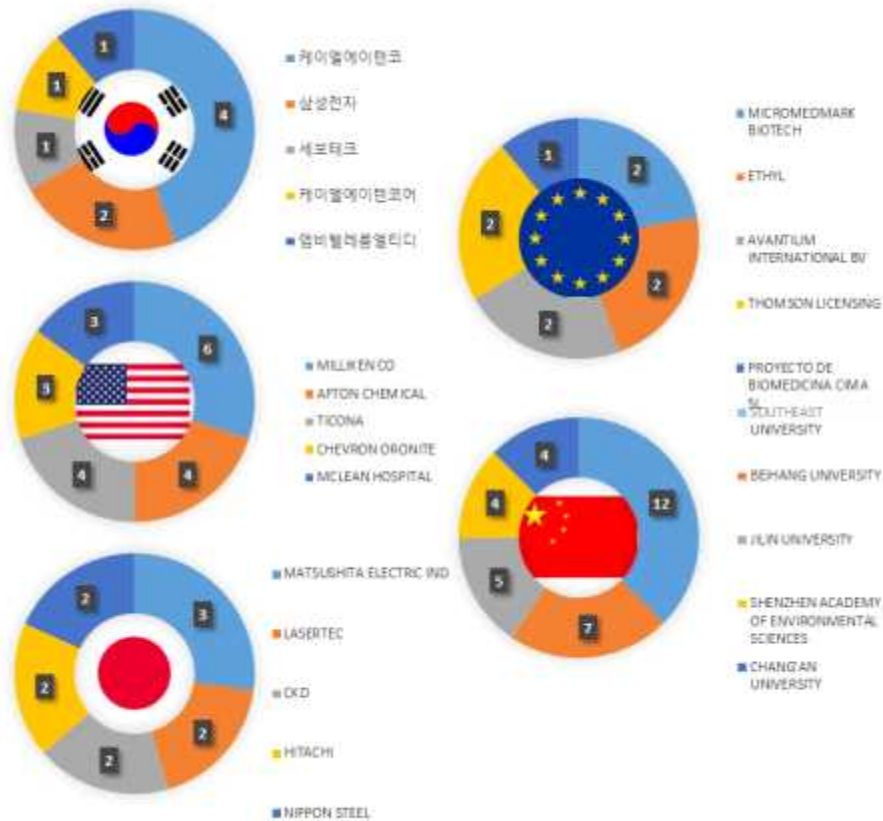 4
2
1
1
1
케이엘에이텐코
삼성전자
세보테크
케이엘에이텐코어
엠비텔레콤엘티디
6
4
4
3
3
MILLIKEN CO
AFTON CHEMICAL
TICONA
CHEVRON ORONITE
MCLEAN HOSPITAL
3
2
2
2
2
MATSUSHITA ELECTRIC IND
LASERTEC
CKD
HITACHI
NIPPON STEEL
2
2
2
2
1
MICROMEDMARK
BIOTECH
ETHYL
AVANTIUM
INTERNATIONAL BV
THOMSON LICENSING
PROYECTO DE
BIOMEDICINA CIMA
SL
12
7
5
4
4
SOUTHEAST
UNIVERSITY
BEIHANG UNIVERSITY
JILIN UNIVERSITY
SHENZHEN ACADEMY
OF ENVIRONMENTAL
SCIENCES
CHANG'AN
UNIVERSITY